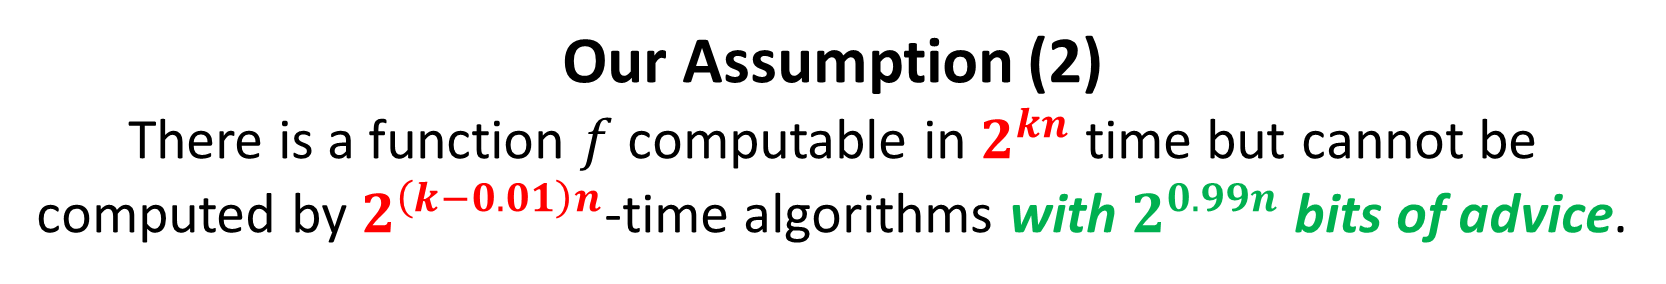 Our Assumption (2)
There is a function f computable in 2^{kn} time but cannot be
computed by 2^{(k−0.01)n}-time algorithms with 2^{0.99n} bits of advice.